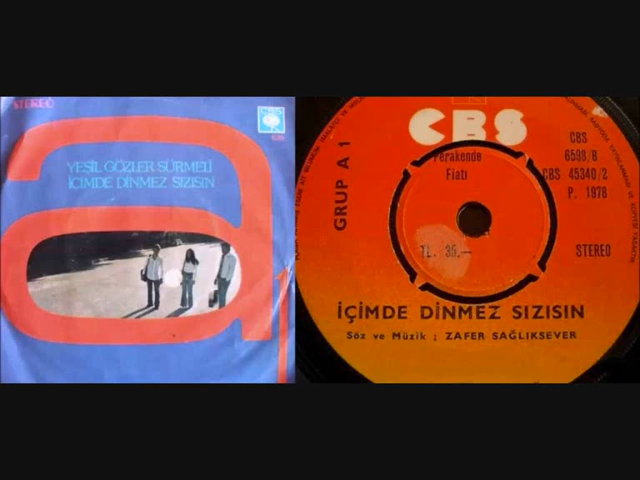 STEREO
CBS
YEŞİL GÖZLER SÜRMELİ
İÇİMDE DİNMEZ SIZISIN
CBS
GRUP A 1
Perakende
Fiatı
TL. 35.—
CBS
6598/B
CBS 45340/2
P. 1978
STEREO
İÇİMDE DİNMEZ SIZISIN
Söz ve Müzik ; ZAFER SAĞLIKSEVER